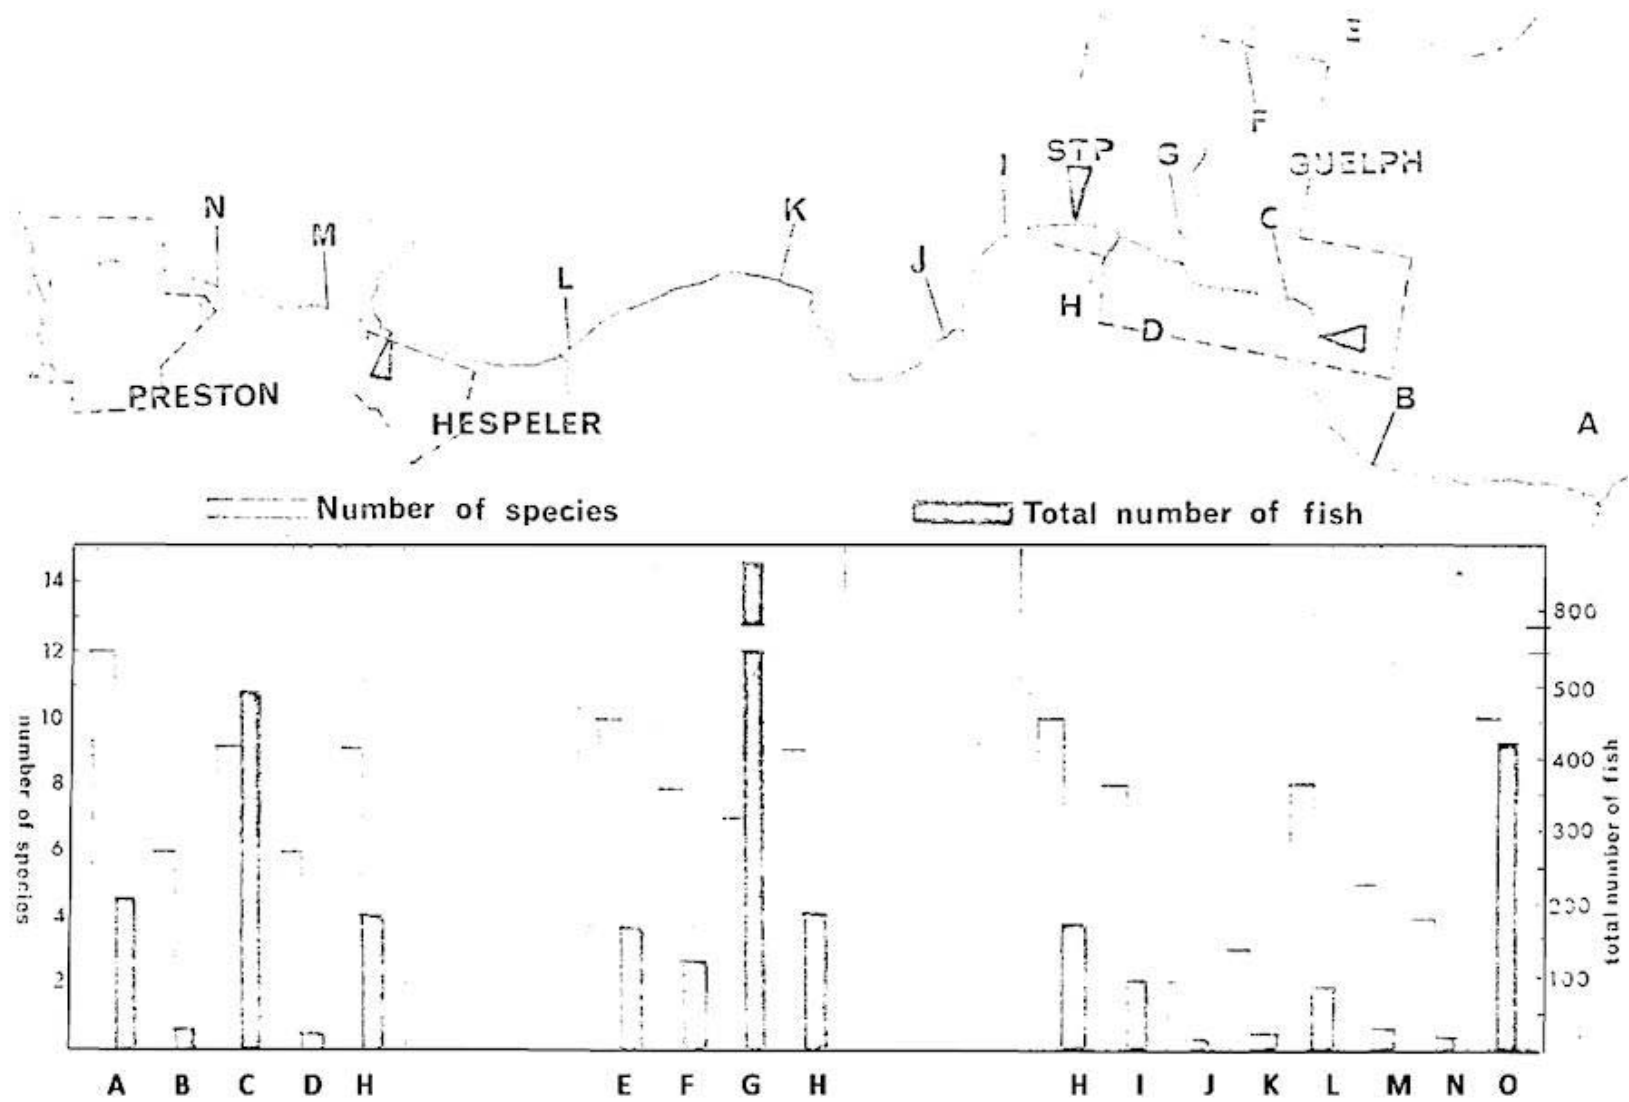 E
F
STP G GUELPH
I
N M K C
L J
H D
PRESTON HESPELER B A
Number of species Total number of fish
14 800
12
500
10
400
8
300
6
4 200
2 100
number of species
total number of fish
A B C D H E F G H H I J K L M N O